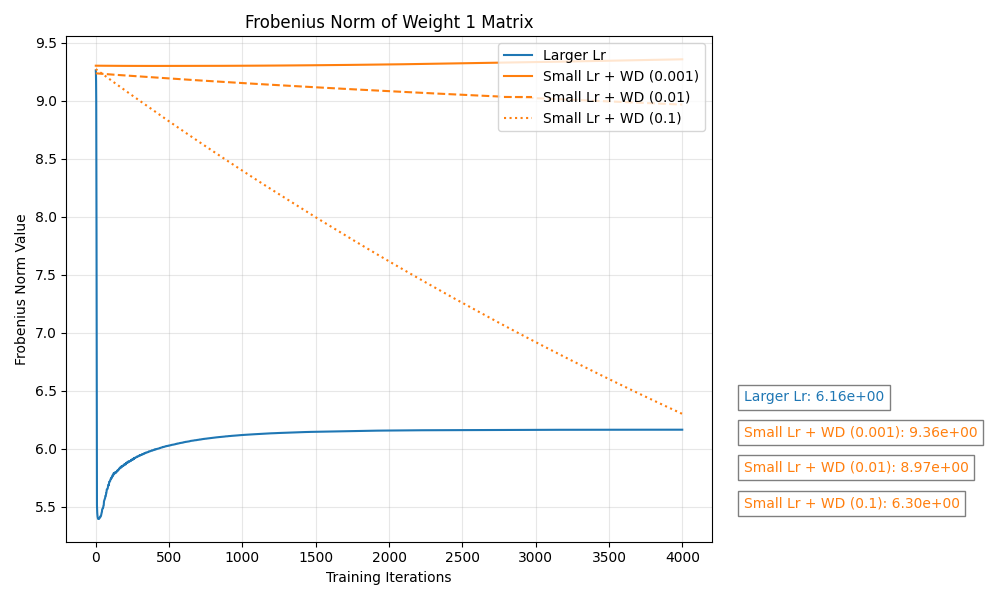 Frobenius Norm of Weight 1 Matrix
Larger Lr
Small Lr + WD (0.001)
Small Lr + WD (0.01)
Small Lr + WD (0.1)
Frobenius Norm Value
9.5
9.0
8.5
8.0
7.5
7.0
6.5
6.0
5.5
0 500 1000 1500 2000 2500 3000 3500 4000
Training Iterations
Larger Lr: 6.16e+00
Small Lr + WD (0.001): 9.36e+00
Small Lr + WD (0.01): 8.97e+00
Small Lr + WD (0.1): 6.30e+00